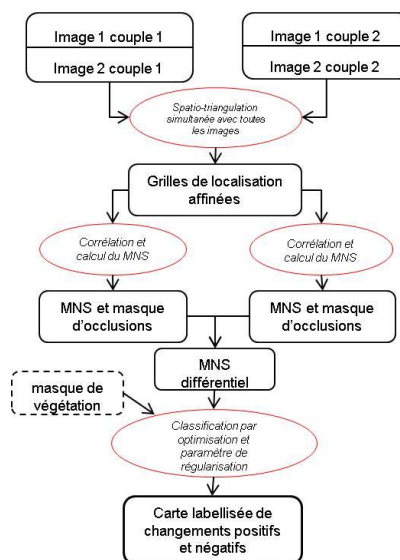 Image 1 couple 1
Image 2 couple 1
Image 1 couple 2
Image 2 couple 2
Spatio-triangulation
simultanée avec toutes
les images
Grilles de localisation
affinées
Corrélation et
calcul du MNS
Corrélation et
calcul du MNS
MNS et masque
d'occlusions
MNS et masque
d'occlusions
MNS
différentiel
masque de
végétation
Classification par
optimisation et
paramètre de
régularisation
Carte labellisée de
changements positifs
et négatifs